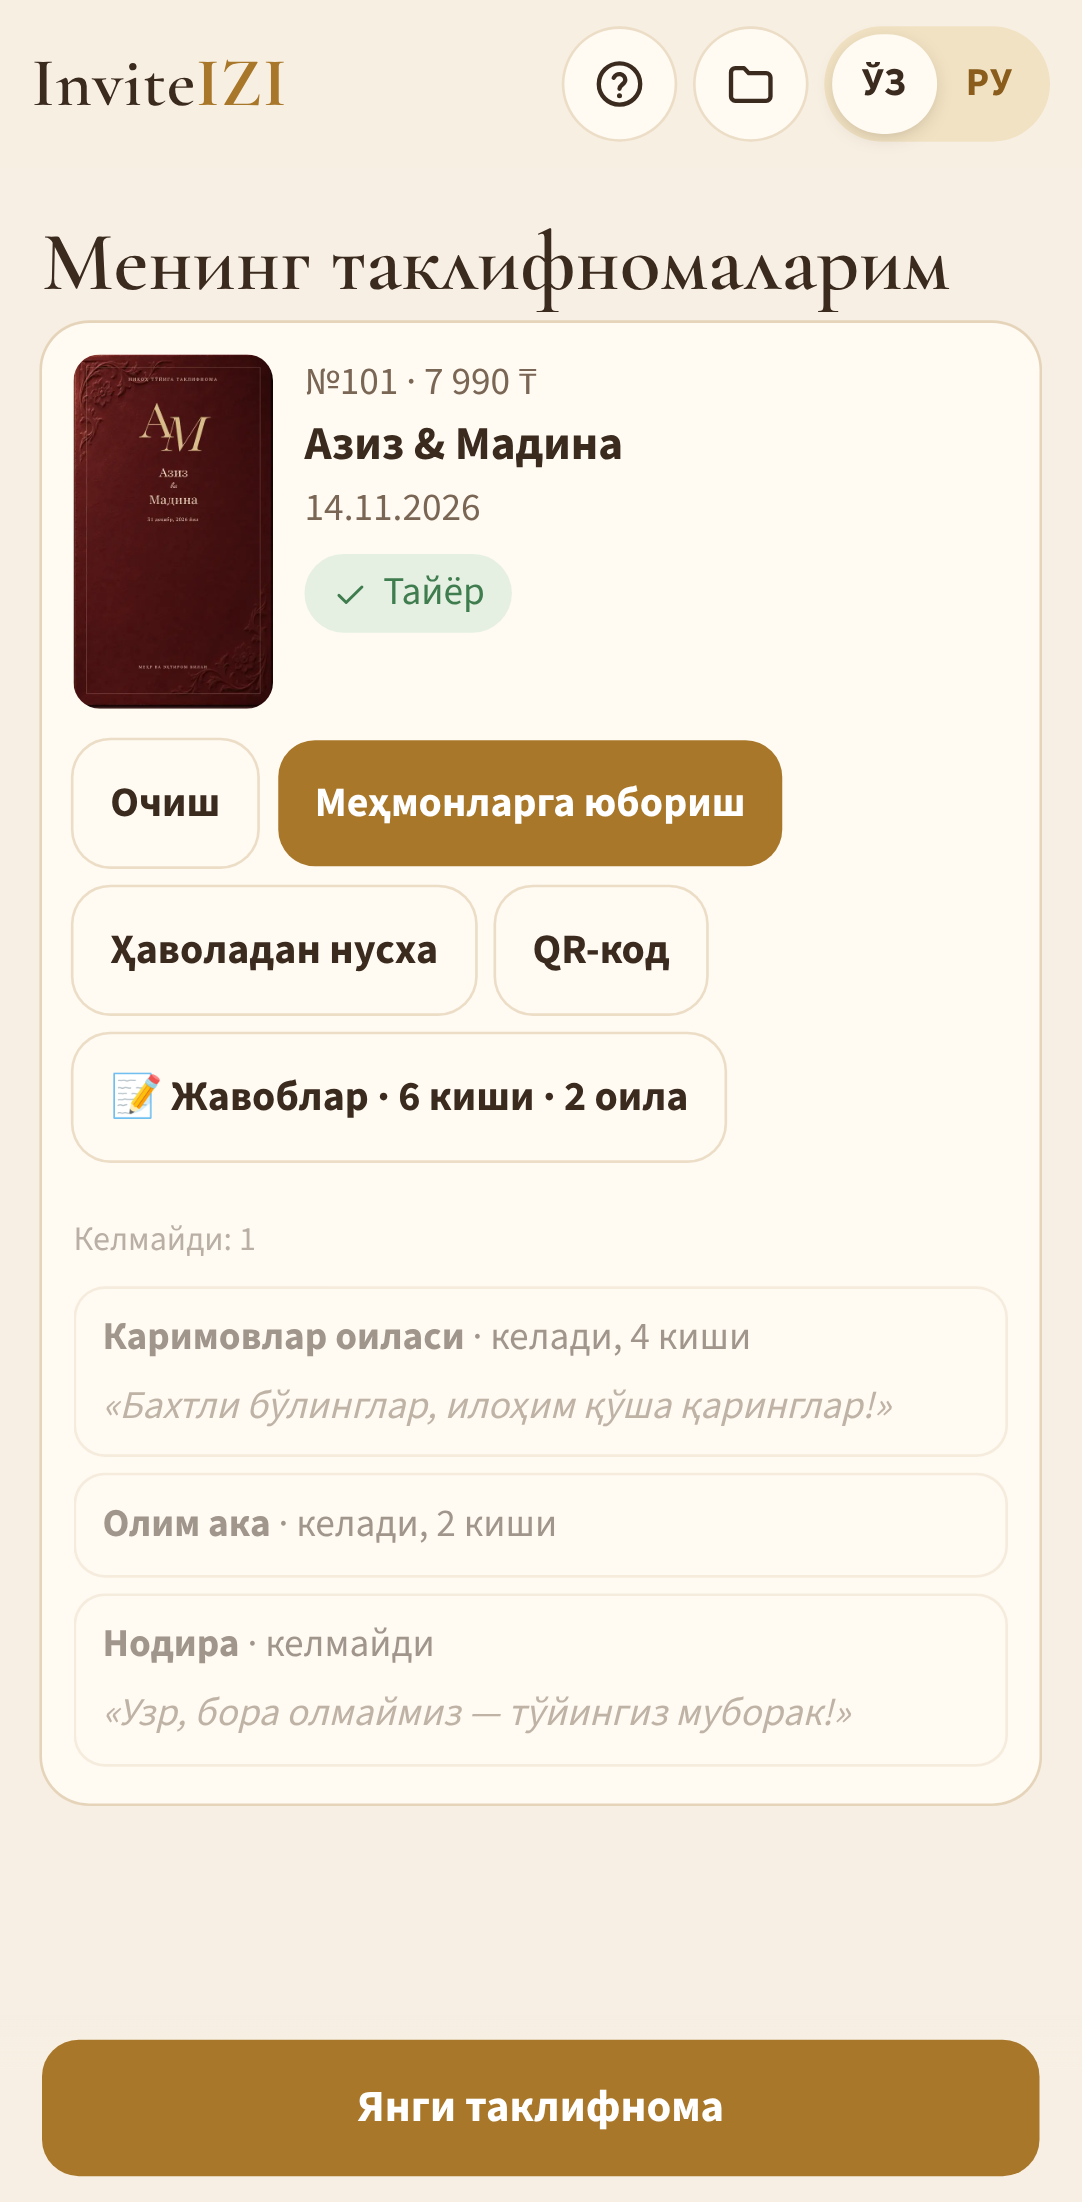 InviteIZI
ЎЗ РУ
Менинг таклифномаларим
АМ
Азиз
&
Мадина
№101 · 7 990 ₸
Азиз & Мадина
14.11.2026
Тайёр
Очиш
Меҳмонларга юбориш
Ҳаволадан нусха
QR-код
Жавоблар · 6 киши · 2 оила
Келмайди: 1
Каримовлар оиласи · келади, 4 киши
«Бахтли бўлинглар, илоҳим қўша қаринглар!»
Олим ака · келади, 2 киши
Нодира · келмайди
«Узр, бора олмаймиз — тўйингиз муборак!»
Янги таклифнома